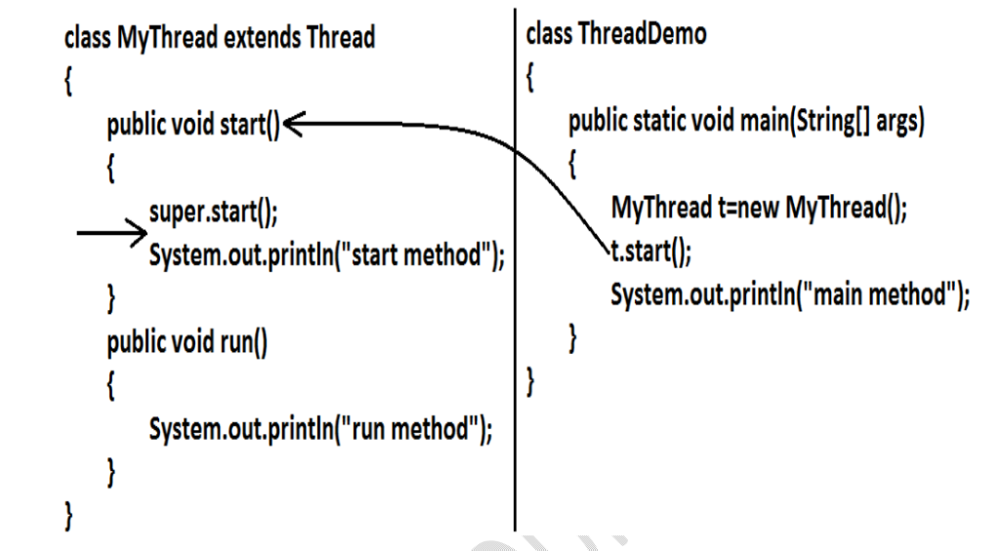 class MyThread extends Thread
{
public void start()
{
super.start();
System.out.println("start method");
}
public void run()
{
System.out.println("run method");
}
}
class ThreadDemo
{
public static void main(String[] args)
{
MyThread t=new MyThread();
t.start();
System.out.println("main method");
}
}